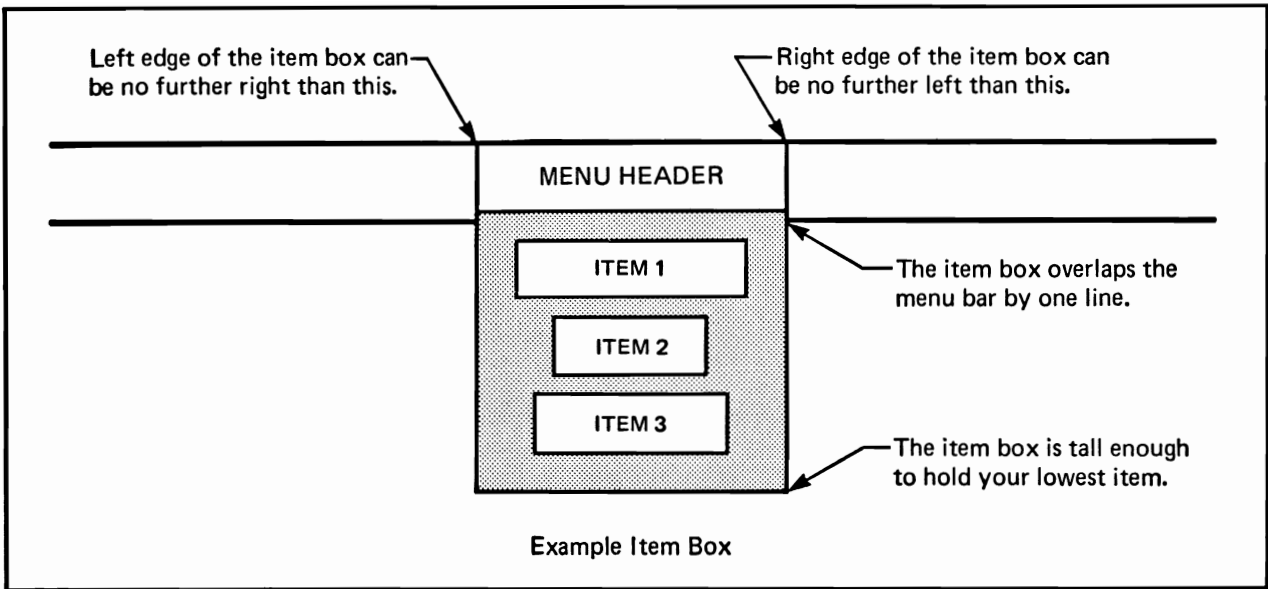 Left edge of the item box can
be no further right than this.
Right edge of the item box can
be no further left than this.
MENU HEADER
ITEM 1
ITEM 2
ITEM 3
The item box overlaps the
menu bar by one line.
The item box is tall enough
to hold your lowest item.
Example Item Box